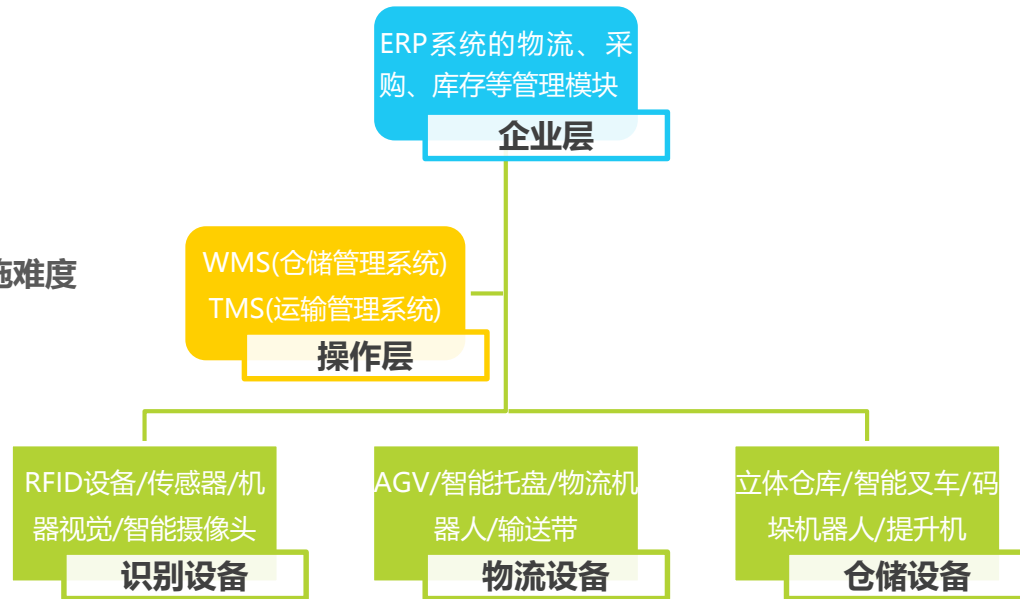 ERP系统的物流、采
购、库存等管理模块
企业层
施难度
WMS(仓储管理系统)
TMS(运输管理系统)
操作层
RFID设备/传感器/机
器视觉/智能摄像头
识别设备
AGV/智能托盘/物流机
器人/输送带
物流设备
立体仓库/智能叉车/码
垛机器人/提升机
仓储设备